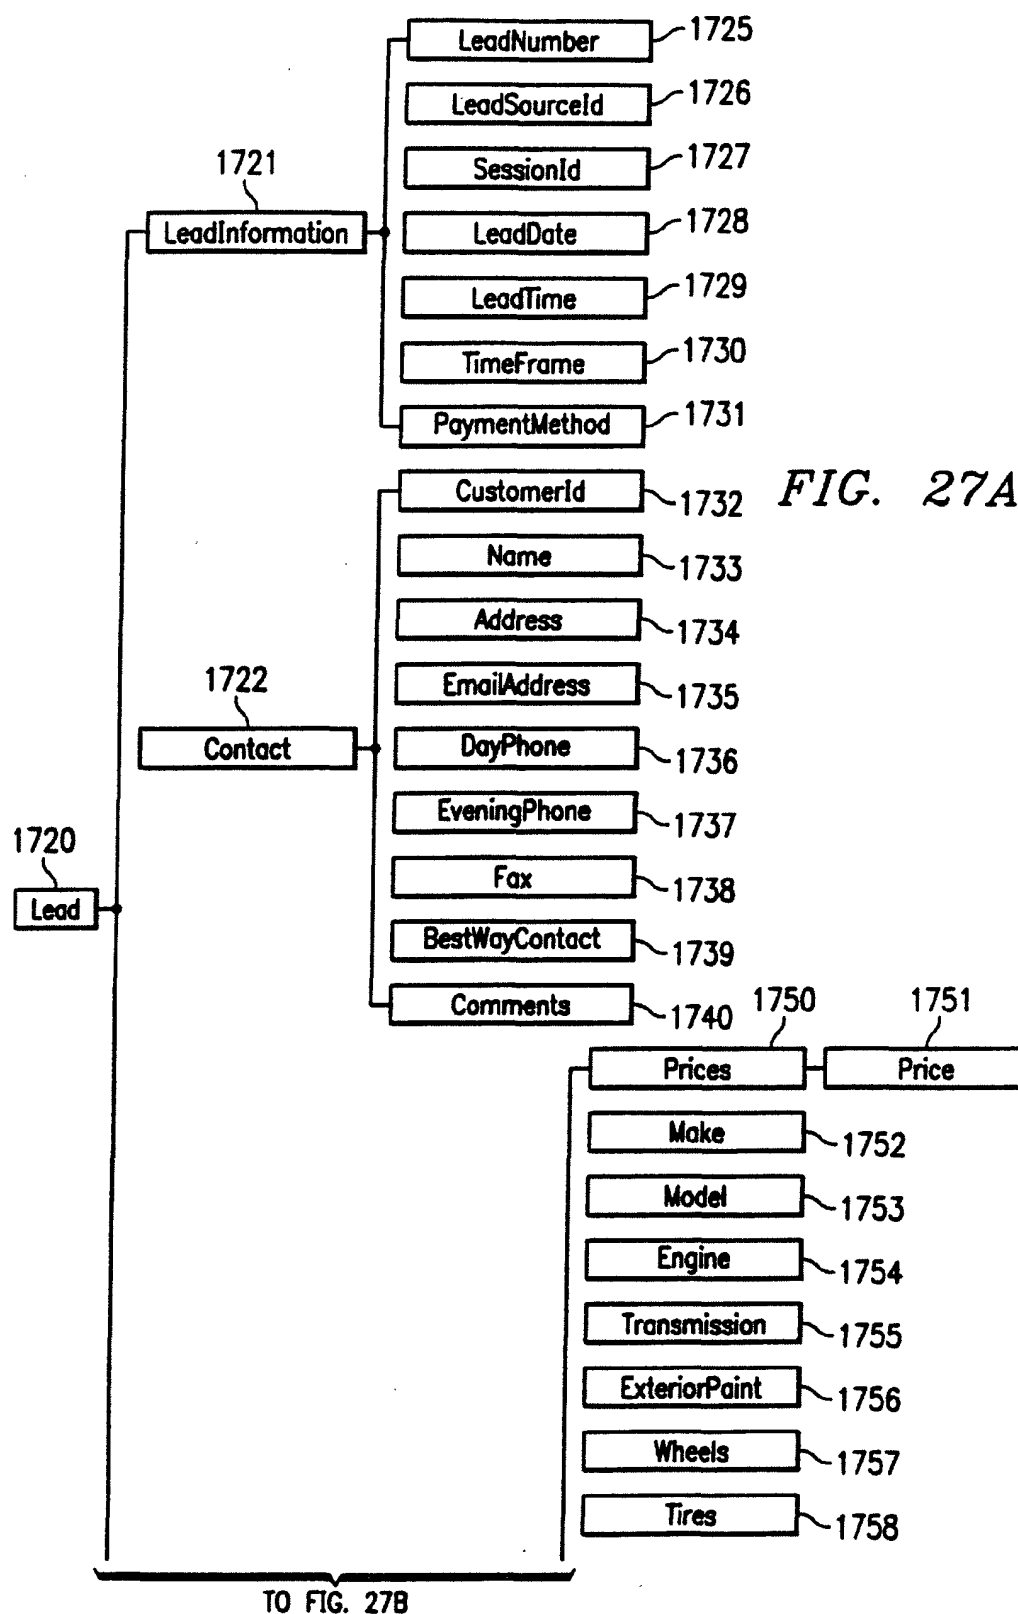 LeadNumber 1725
LeadSourceId 1726
SessionId 1727
1721
LeadInformation
LeadDate 1728
LeadTime 1729
TimeFrame 1730
PaymentMethod 1731
CustomerId 1732
FIG. 27A
Name 1733
Address 1734
EmailAddress 1735
1722
Contact
DayPhone 1736
EveningPhone 1737
1720
Lead
Fax 1738
BestWayContact 1739
Comments 1740
1750 1751
Prices Price
Make 1752
Model 1753
Engine 1754
Transmission 1755
ExteriorPaint 1756
Wheels 1757
Tires 1758
TO FIG. 27B